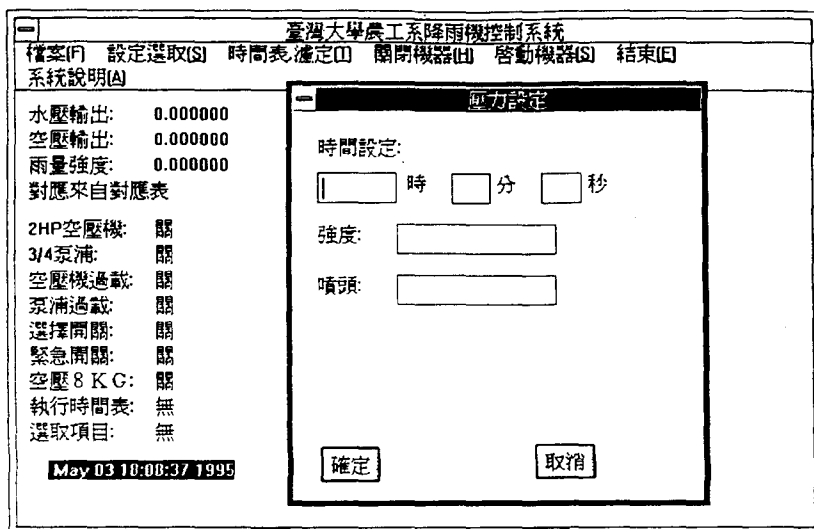 臺灣大學農工系降雨機控制系統
檔案(F) 設定選取(S) 時間表.濾定(T) 關閉機器(H) 啟動機器(S) 結束(E)
系統說明(A)
水壓輸出: 0.000000
空壓輸出: 0.000000
雨量強度: 0.000000
對應來自對應表
2HP空壓機: 關
3/4泵浦: 關
空壓機過載: 關
泵浦過載: 關
選擇開關: 關
緊急開關: 關
空壓8KG: 關
執行時間表: 無
選取項目: 無
May 03 18:08:37 1995
壓力設定
時間設定:
時 分 秒
強度:
噴頭:
確定 取消